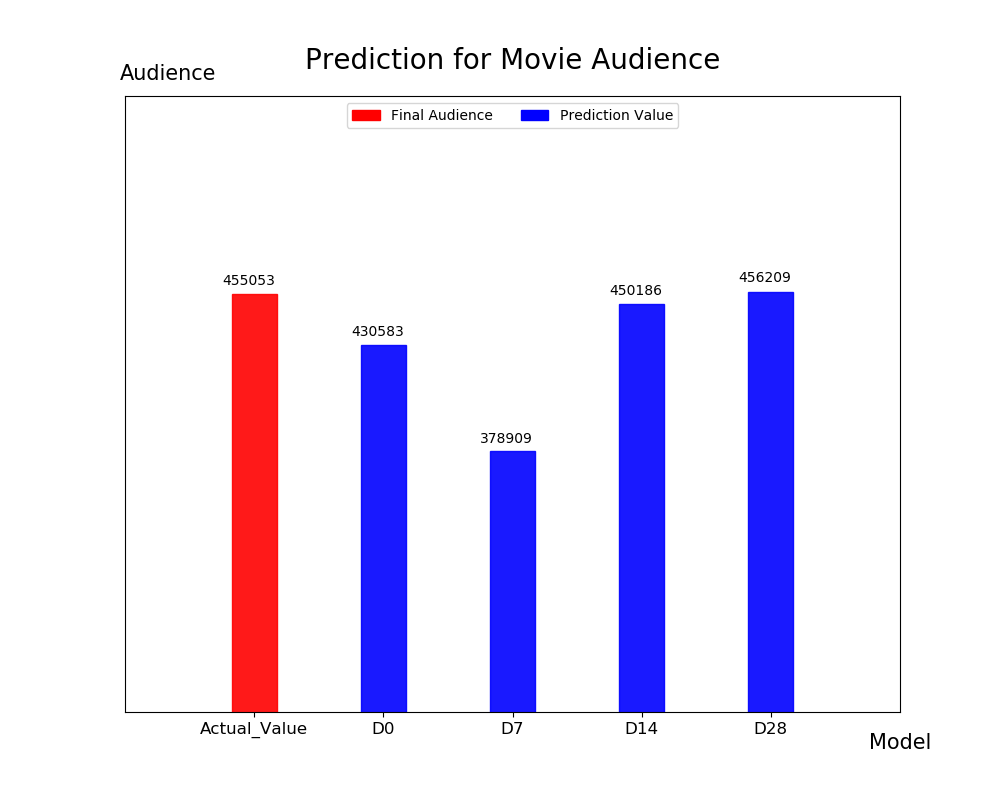 Prediction for Movie Audience
Audience
Final Audience
Prediction Value
455053
430583
378909
450186
456209
Actual_Value
D0
D7
D14
D28
Model